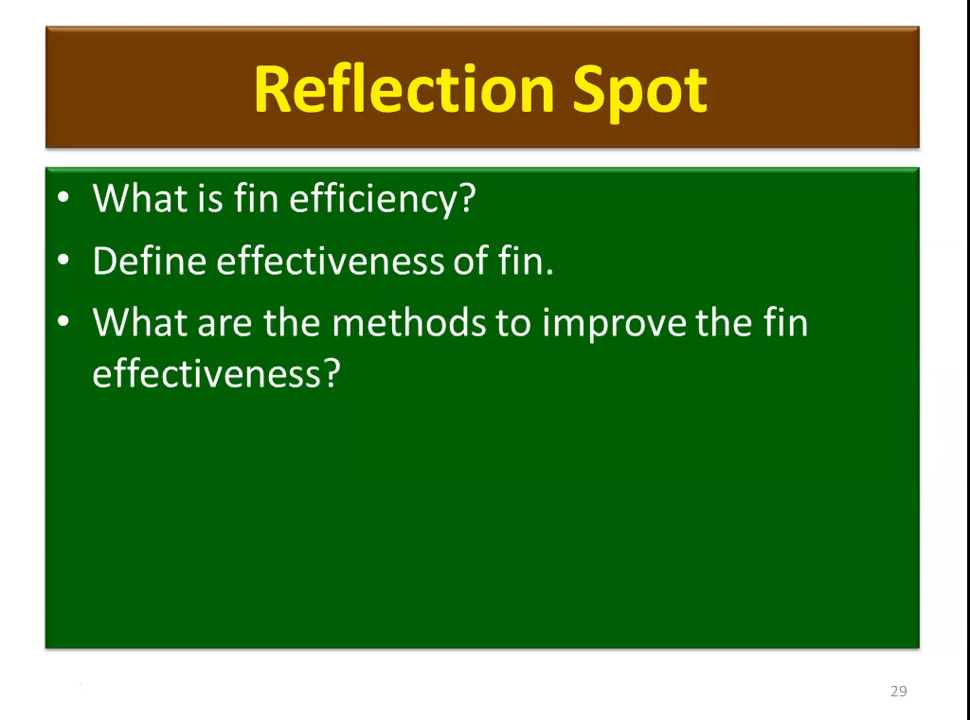 Reflection Spot
• What is fin efficiency?
• Define effectiveness of fin.
• What are the methods to improve the fin
effectiveness?
29